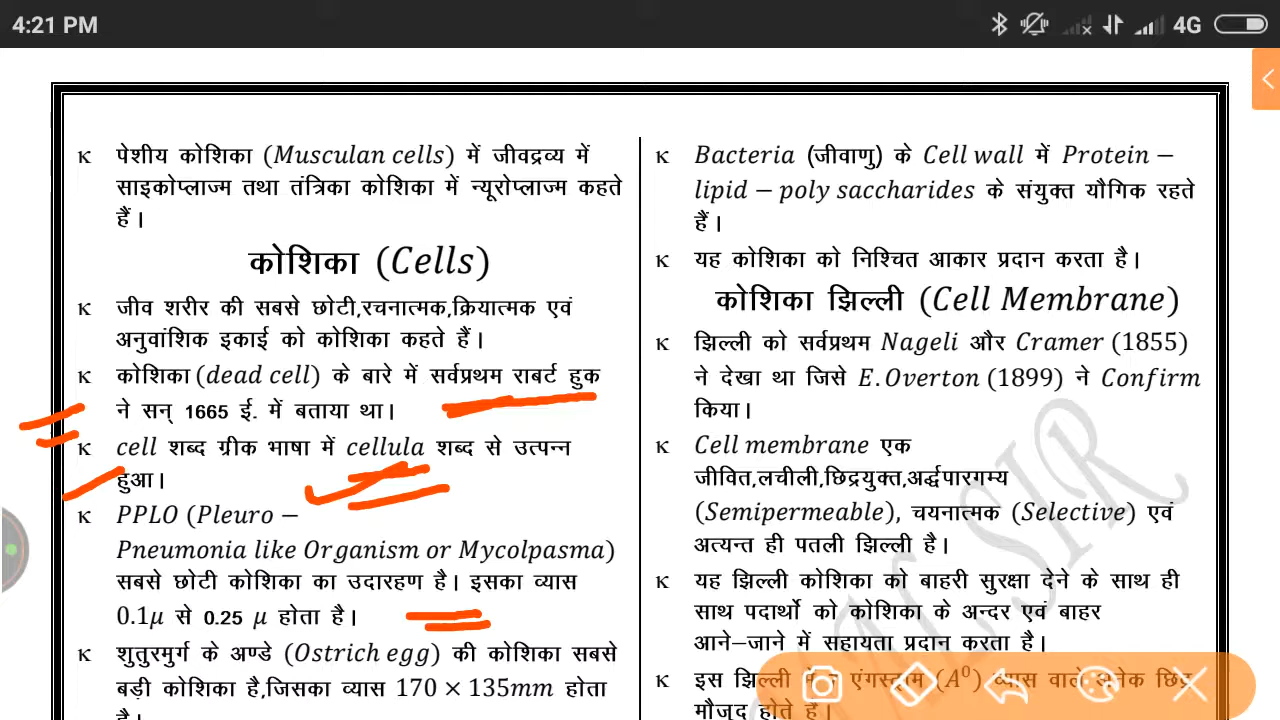 4:21 PM
4G
κ पेशीय कोशिका (Musculan cells) में जीवद्रव्य में
साइकोप्लाज्म तथा तंत्रिका कोशिका में न्यूरोप्लाज्म कहते
हैं।
कोशिका (Cells)
κ जीव शरीर की सबसे छोटी,रचनात्मक,क्रियात्मक एवं
अनुवांशिक इकाई को कोशिका कहते हैं।
κ कोशिका (dead cell) के बारे में सर्वप्रथम राबर्ट हुक
ने सन् 1665 ई. में बताया था।
κ cell शब्द ग्रीक भाषा में cellula शब्द से उत्पन्न
हुआ।
κ PPLO (Pleuro −
Pneumonia like Organism or Mycolpasma)
सबसे छोटी कोशिका का उदारहण है। इसका व्यास
0.1μ से 0.25 μ होता है।
κ शुतुरमुर्ग के अण्डे (Ostrich egg) की कोशिका सबसे
बड़ी कोशिका है,जिसका व्यास 170 × 135mm होता
है।
κ Bacteria (जीवाणु) के Cell wall में Protein −
lipid − poly saccharides के संयुक्त यौगिक रहते
हैं।
κ यह कोशिका को निश्चित आकार प्रदान करता है।
कोशिका झिल्ली (Cell Membrane)
κ झिल्ली को सर्वप्रथम Nageli और Cramer (1855)
ने देखा था जिसे E. Overton (1899) ने Confirm
किया।
κ Cell membrane एक
जीवित,लचीली,छिद्रयुक्त,अर्द्धपारगम्य
(Semipermeable), चयनात्मक (Selective) एवं
अत्यन्त ही पतली झिल्ली है।
κ यह झिल्ली कोशिका को बाहरी सुरक्षा देने के साथ ही
साथ पदार्थो को कोशिका के अन्दर एवं बाहर
आने–जाने में सहायता प्रदान करता है।
κ इस झिल्ली में एंगस्ट्राम (A⁰) व्यास वाले अनेक छिद्र
मौजूद होते हैं।
SIR